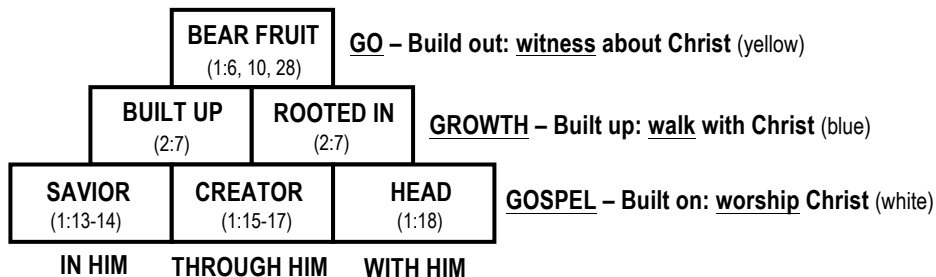 BEAR FRUIT
(1:6, 10, 28)
GO – Build out: witness about Christ (yellow)
BUILT UP
(2:7)
ROOTED IN
(2:7)
GROWTH – Built up: walk with Christ (blue)
SAVIOR
(1:13-14)
CREATOR
(1:15-17)
HEAD
(1:18)
GOSPEL – Built on: worship Christ (white)
IN HIM THROUGH HIM WITH HIM